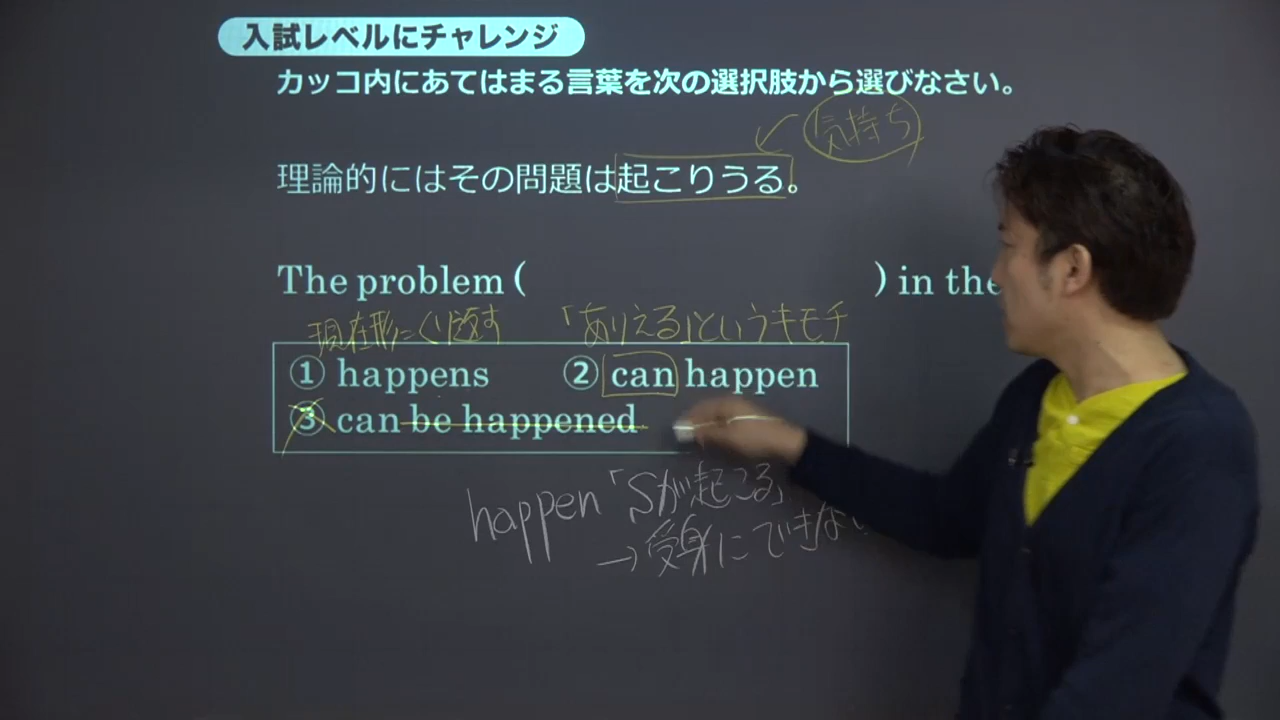 入試レベルにチャレンジ
カッコ内にあてはまる言葉を次の選択肢から選びなさい。
気持ち
理論的にはその問題は起こりうる。
The problem ( ) in the
現在形=くり返す 「ありえる」というキモチ
① happens ② can happen
③ can be happened
happen「Sが起こる」
→受身にできな